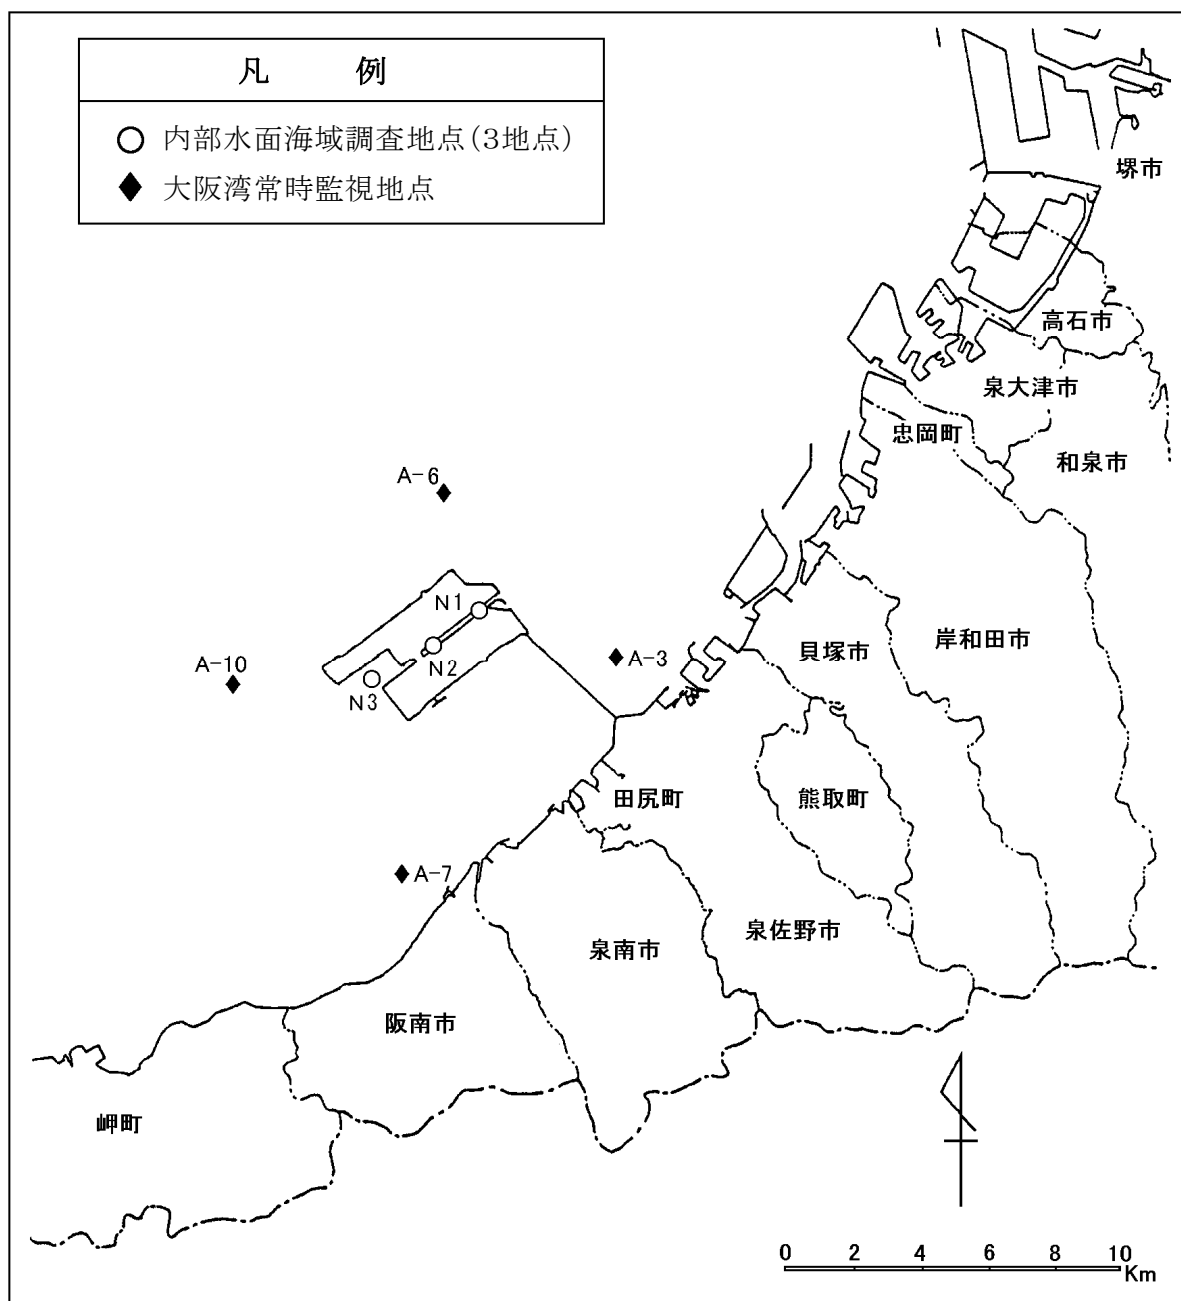 凡 例
内部水面海域調査地点(3地点)
大阪湾常時監視地点
堺市
高石市
泉大津市
忠岡町
和泉市
A-6
N1
岸和田市
貝塚市
A-3
A-10
N2
N3
田尻町
熊取町
A-7
泉佐野市
泉南市
阪南市
岬町
0 2 4 6 8 10
Km